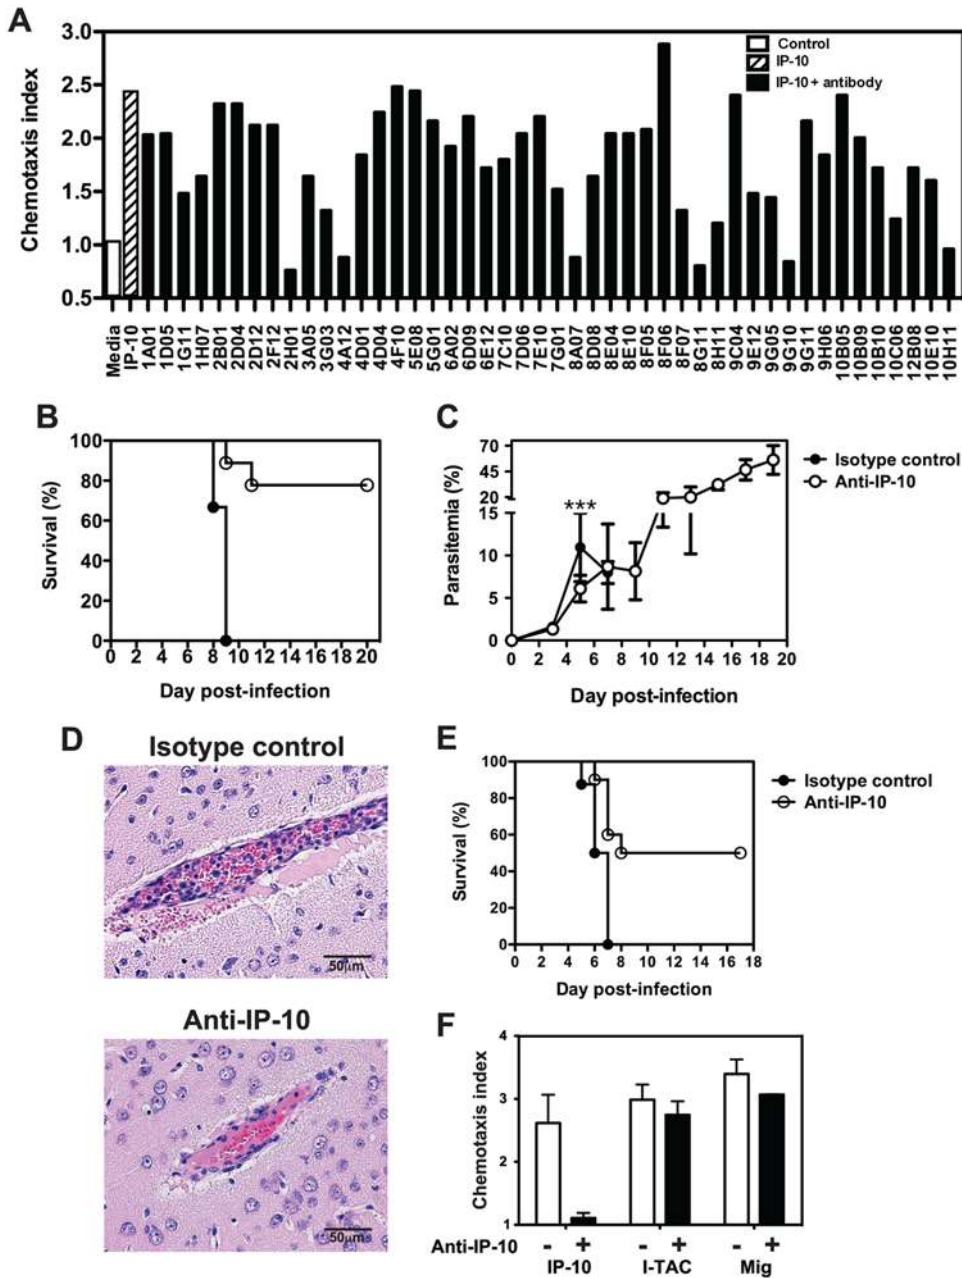 A
Chemotaxis index
3.0
2.5
2.0
1.5
1.0
0.5
Control
IP-10
IP-10 + antibody
Media
IP-10
1A01
1D05
1G11
1H07
2B01
2D04
2D12
2F12
2H01
3A05
3G03
4A12
4D01
4D04
4F10
5E08
5G01
6A02
6D09
6E12
7C10
7D06
7E10
7G01
8A07
8D08
8E04
8E10
8F05
8F06
8F07
8G11
8H11
9C04
9E12
9G05
9G10
9G11
9H06
10B05
10B09
10B10
10C06
12B08
10E10
10H11
B
Survival (%)
100
80
60
40
20
0
0 2 4 6 8 10 12 14 16 18 20
Day post-infection
C
Parasitemia (%)
70
45
20
15
10
5
0
***
0 2 4 6 8 10 12 14 16 18 20
Day post-infection
Isotype control
Anti-IP-10
D
Isotype control
50µm
Anti-IP-10
50µm
E
Survival (%)
100
80
60
40
20
0
0 2 4 6 8 10 12 14 16 18
Day post-infection
Isotype control
Anti-IP-10
F
Chemotaxis index
4
3
2
1
Anti-IP-10 - + - + - +
IP-10 I-TAC Mig